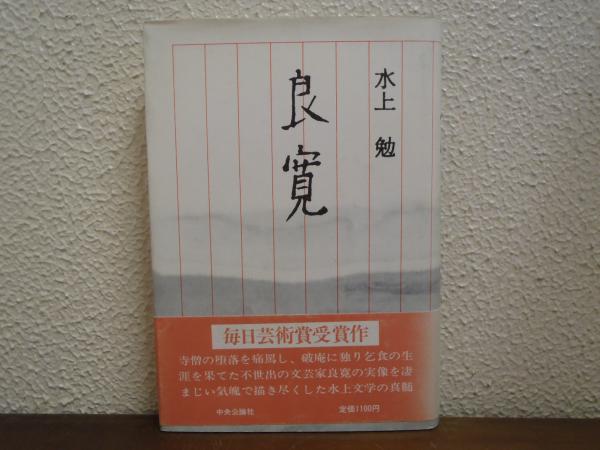 水上 勉
良寛
毎日芸術賞受賞作
寺僧の堕落を痛罵し、破庵に独り乞食の生
涯を果てた不世出の文芸家良寛の実像を凄
まじい気魄で描き尽くした水上文学の真髄
中央公論社
定価1100円